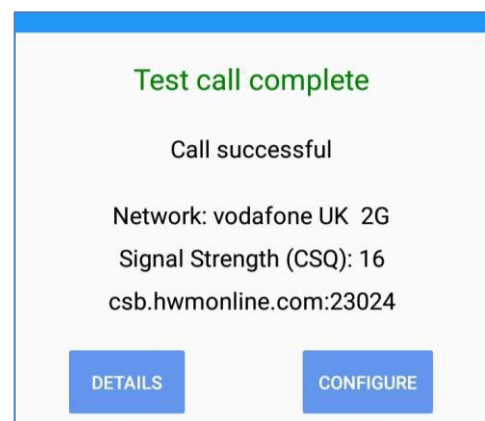 Test call complete
Call successful
Network: vodafone UK 2G
Signal Strength (CSQ): 16
csb.hwmonline.com:23024
DETAILS
CONFIGURE